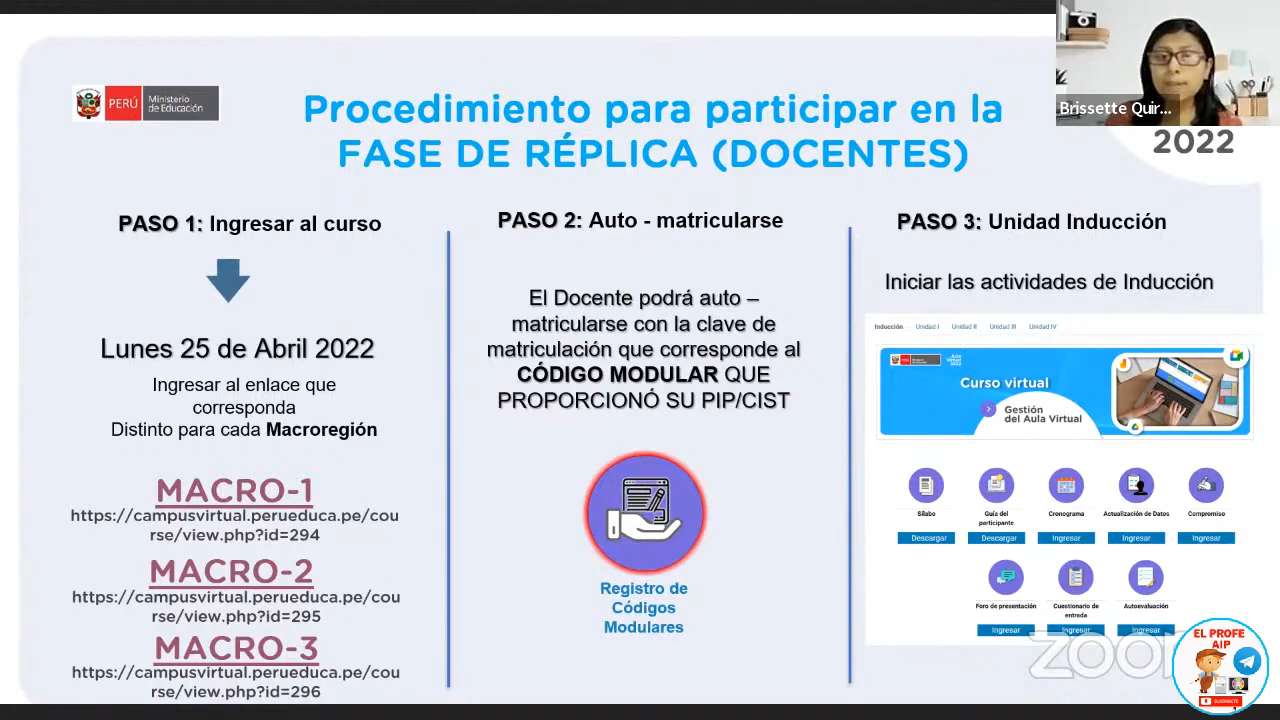 Brissette Quir...
2022
PERÚ
Ministerio
de Educación
Procedimiento para participar en la
FASE DE RÉPLICA (DOCENTES)
PASO 1: Ingresar al curso
Lunes 25 de Abril 2022
Ingresar al enlace que
corresponda
Distinto para cada Macroregión
MACRO-1
https://campusvirtual.perueduca.pe/cou
rse/view.php?id=294
MACRO-2
https://campusvirtual.perueduca.pe/cou
rse/view.php?id=295
MACRO-3
https://campusvirtual.perueduca.pe/cou
rse/view.php?id=296
PASO 2: Auto - matricularse
El Docente podrá auto –
matricularse con la clave de
matriculación que corresponde al
CÓDIGO MODULAR QUE
PROPORCIONÓ SU PIP/CIST
Registro de
Códigos
Modulares
PASO 3: Unidad Inducción
Iniciar las actividades de Inducción
Inducción Unidad I Unidad II Unidad III Unidad IV
Curso virtual
Gestión
del Aula Virtual
Sílabo
Guía del
participante
Cronograma
Actualización de Datos
Compromiso
Descargar Descargar Ingresar Ingresar Ingresar
Foro de presentación
Cuestionario de
entrada
Autoevaluación
Ingresar Ingresar Ingresar
EL PROFE
AIP
SUSCRIBETE